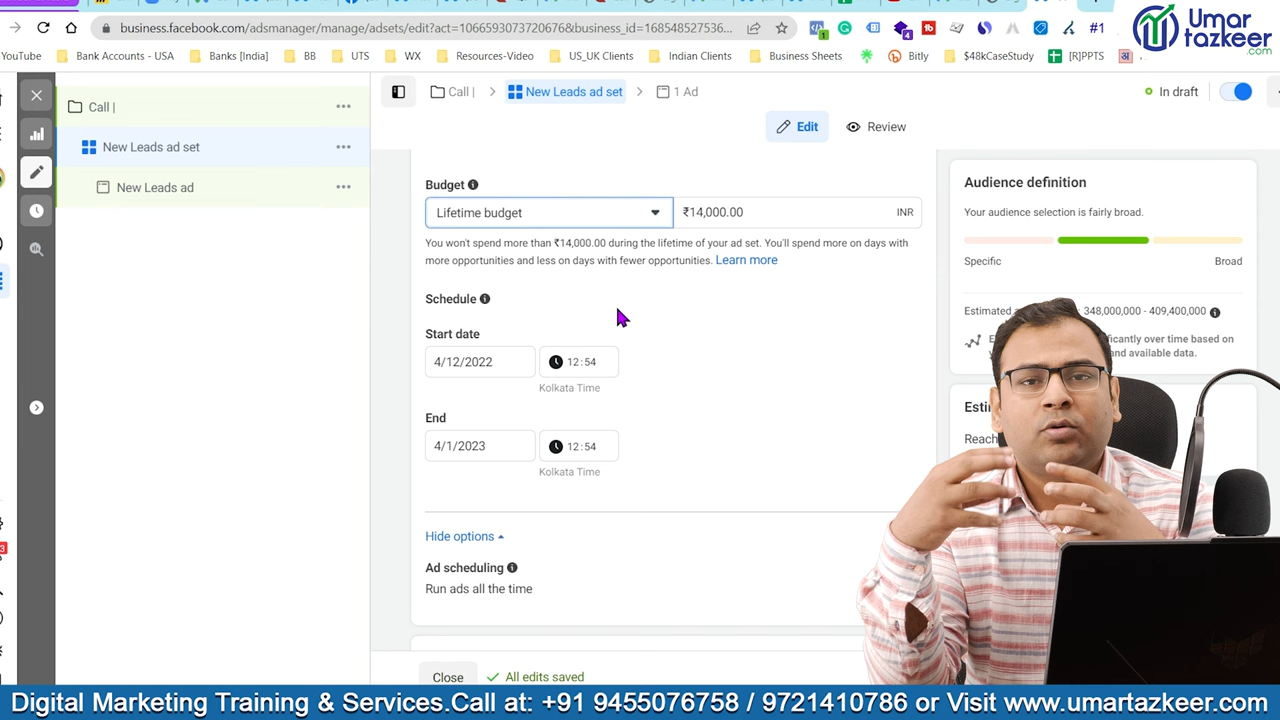 business.facebook.com/adsmanager/manage/adsets/edit?act=1066593073720676&business_id=168548527536...
1
4
#1
Umar
tazkeer
.com
YouTube
Bank Accounts - USA
Banks [India]
BB
UTS
WX
Resources-Video
US_UK Clients
Indian Clients
Business Sheets
Bitly
$48kCaseStudy
[R]PPTS
Call |
New Leads ad set
New Leads ad
Call |
New Leads ad set
1 Ad
In draft
Edit
Review
Budget
Lifetime budget
₹14,000.00
INR
You won't spend more than ₹14,000.00 during the lifetime of your ad set. You'll spend more on days with
more opportunities and less on days with fewer opportunities. Learn more
Schedule
Start date
4/12/2022
12:54
Kolkata Time
End
4/1/2023
12:54
Kolkata Time
Hide options
Ad scheduling
Run ads all the time
Close
All edits saved
Audience definition
Your audience selection is fairly broad.
Specific
Broad
Estimated
348,000,000 - 409,400,000
over time based on
and available data.
Reach
Digital Marketing Training & Services.Call at: +91 9455076758 / 9721410786 or Visit www.umartazkeer.com